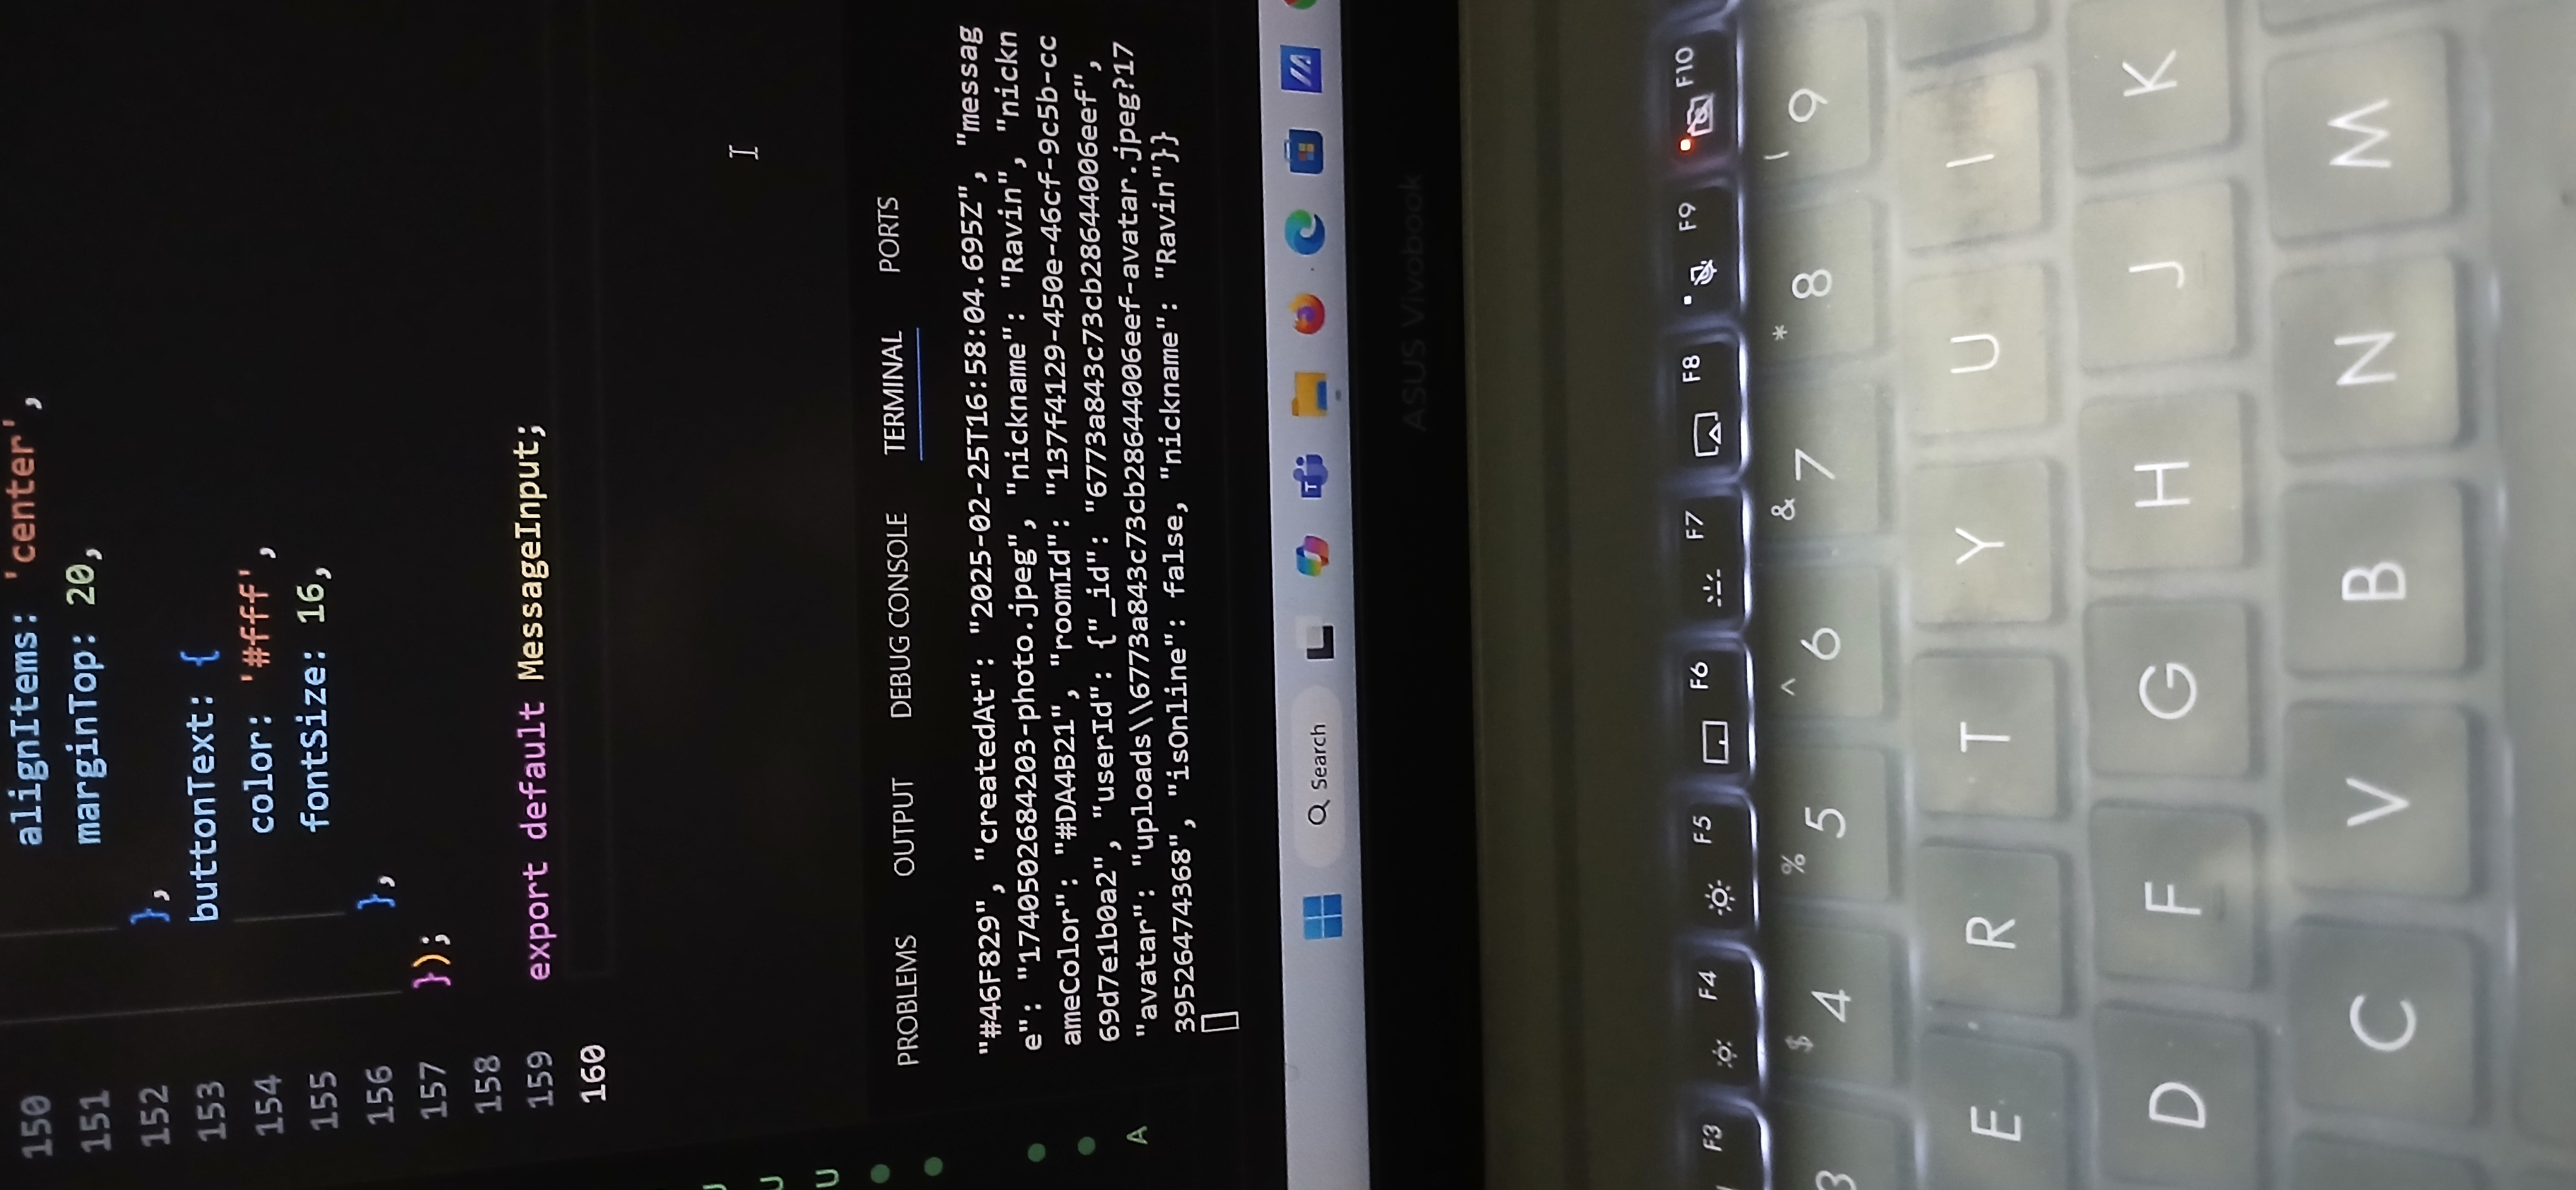 150 alignItems: 'center',
151 marginTop: 20,
152 },
153 buttonText: {
154 color: '#fff',
155 fontSize: 16,
156 },
157 });
158
159 export default MessageInput;
160
U
U
U
PROBLEMS OUTPUT DEBUG CONSOLE TERMINAL PORTS
"#46F829", "createdAt": "2025-02-25T16:58:04.695Z", "messag
e": "1740502684203-photo.jpeg", "nickname": "Ravin", "nickn
ameColor": "#DA4B21", "roomId": "137f4129-450e-46cf-9c5b-cc
69d7e1b0a2", "userId": {"_id": "6773a843c73cb28644006eef",
A "avatar": "uploads\\6773a843c73cb28644006eef-avatar.jpeg?17
39526474368", "isOnline": false, "nickname": "Ravin"}}
Search
ASUS Vivobook
F3 F4 F5 F6 F7 F8 F9 F10
3 $ 4 % 5 ^ 6 & 7 * 8 ( 9
E R T Y U I
D F G H J K
C V B N M